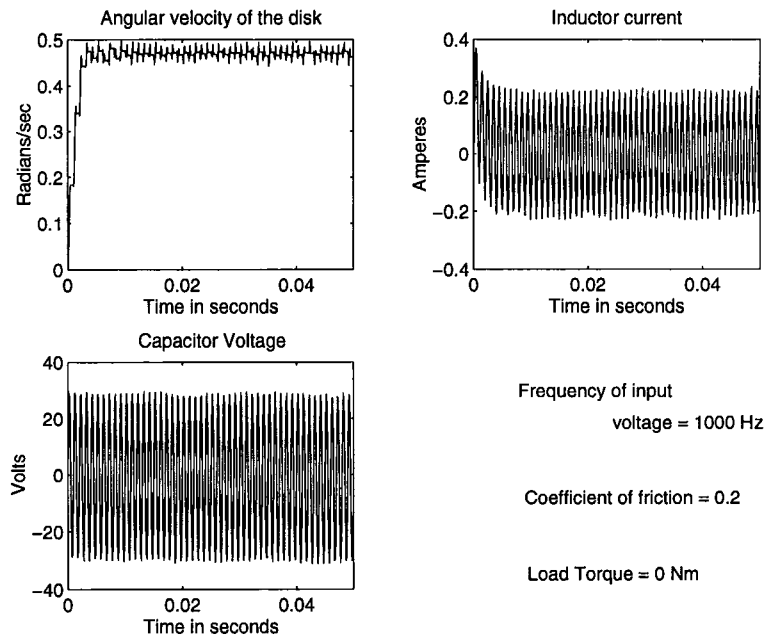 Angular velocity of the disk
0.5
0.4
0.3
0.2
0.1
0
Radians/sec
0
0.02
0.04
Time in seconds
Inductor current
0.4
0.2
0
−0.2
−0.4
Amperes
0
0.02
0.04
Time in seconds
Capacitor Voltage
40
20
0
−20
−40
Volts
0
0.02
0.04
Time in seconds
Frequency of input
voltage = 1000 Hz
Coefficient of friction = 0.2
Load Torque = 0 Nm